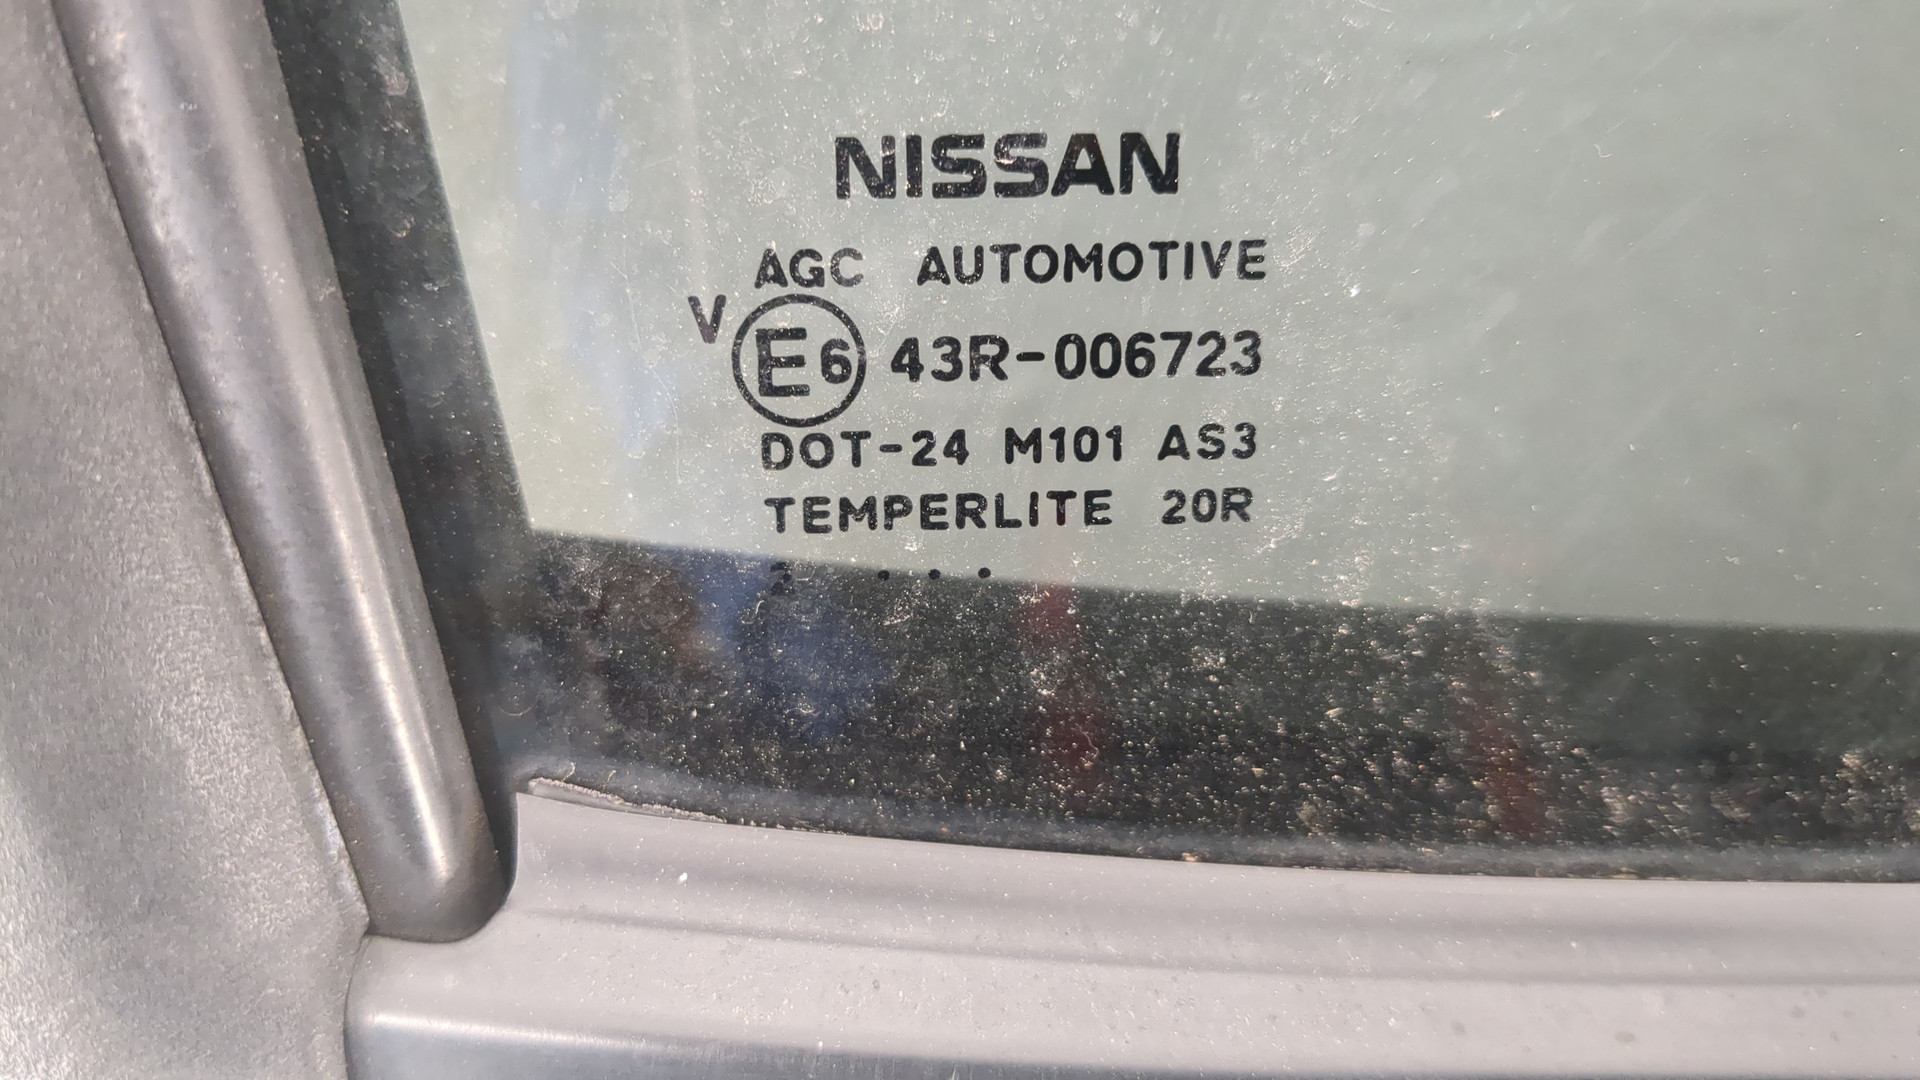 NISSAN
AGC AUTOMOTIVE
V E6 43R-006723
DOT-24 M101 AS3
TEMPERLITE 20R